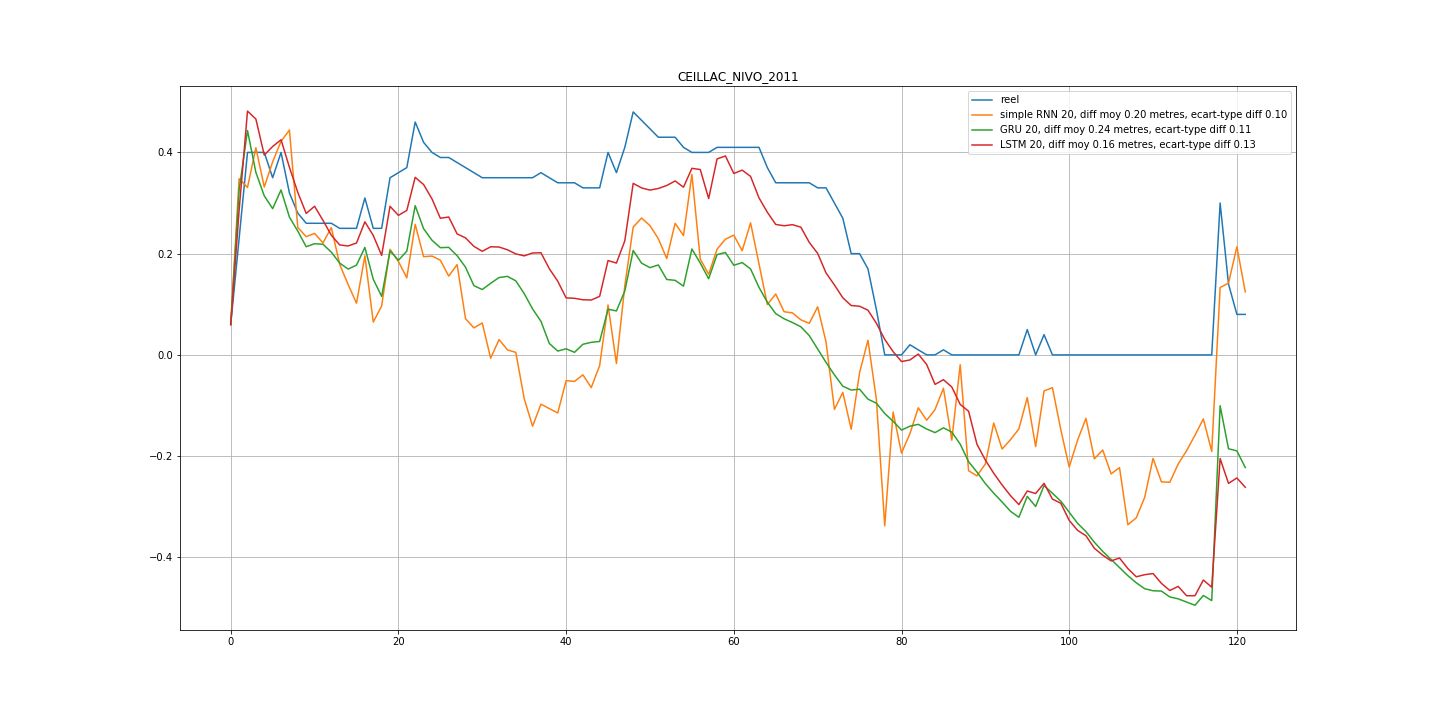 CEILLAC_NIVO_2011
reel
simple RNN 20, diff moy 0.20 metres, ecart-type diff 0.10
GRU 20, diff moy 0.24 metres, ecart-type diff 0.11
LSTM 20, diff moy 0.16 metres, ecart-type diff 0.13
0.4
0.2
0.0
−0.2
−0.4
0 20 40 60 80 100 120